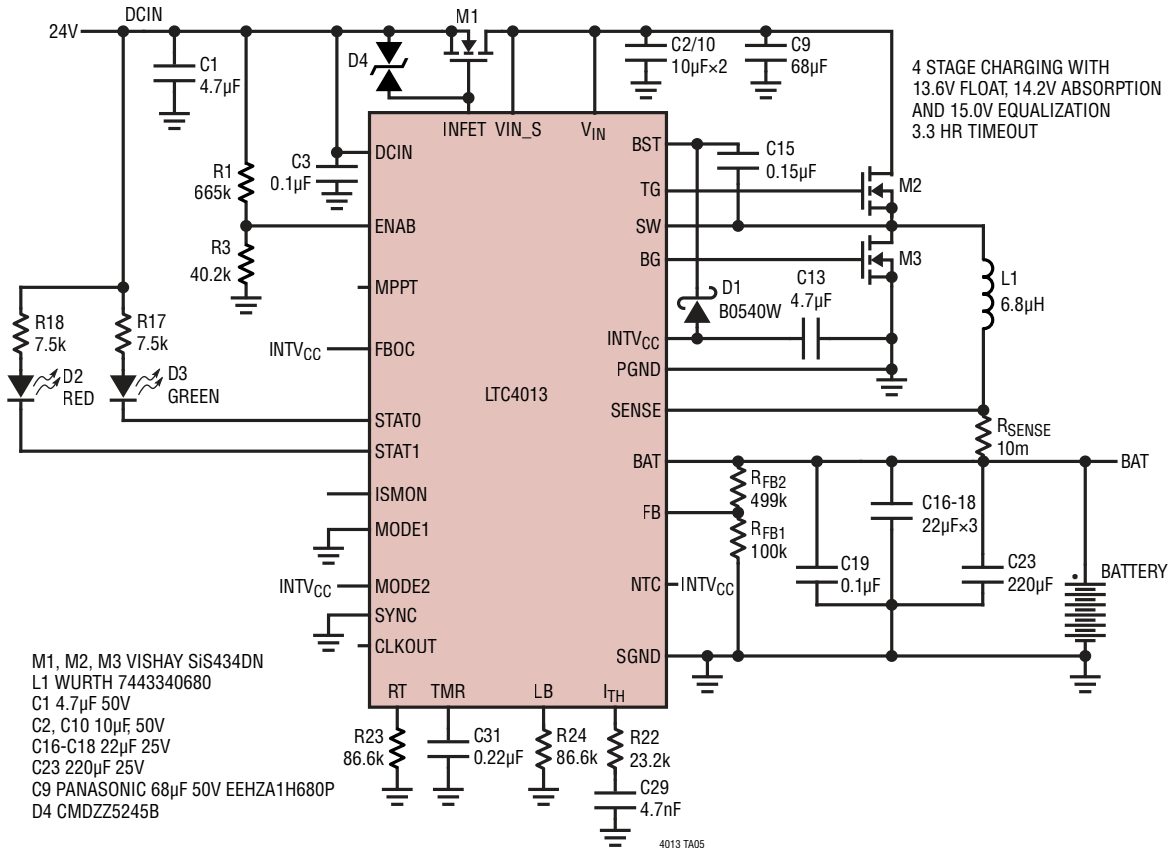 DCIN
24V
M1
D4
C1
4.7µF
C2/10
10µF×2
C9
68µF
4 STAGE CHARGING WITH
13.6V FLOAT, 14.2V ABSORPTION
AND 15.0V EQUALIZATION
3.3 HR TIMEOUT
INFET
VIN_S
VIN
DCIN
C3
0.1µF
R1
665k
ENAB
R3
40.2k
MPPT
INTVCC
FBOC
R18
7.5k
R17
7.5k
D2
RED
D3
GREEN
STAT0
STAT1
ISMON
MODE1
INTVCC
MODE2
SYNC
CLKOUT
LTC4013
BST
C15
0.15µF
TG
M2
SW
BG
M3
D1
B0540W
C13
4.7µF
L1
6.8µH
INTVCC
PGND
SENSE
RSENSE
10m
BAT
BAT
RFB2
499k
FB
RFB1
100k
C16-18
22µF×3
C19
0.1µF
C23
220µF
BATTERY
NTC
INTVCC
SGND
RT
TMR
LB
ITH
R23
86.6k
C31
0.22µF
R24
86.6k
R22
23.2k
C29
4.7nF
M1, M2, M3 VISHAY SiS434DN
L1 WURTH 7443340680
C1 4.7µF 50V
C2, C10 10µF, 50V
C16-C18 22µF 25V
C23 220µF 25V
C9 PANASONIC 68µF 50V EEHZA1H680P
D4 CMDZZ5245B
4013 TA05